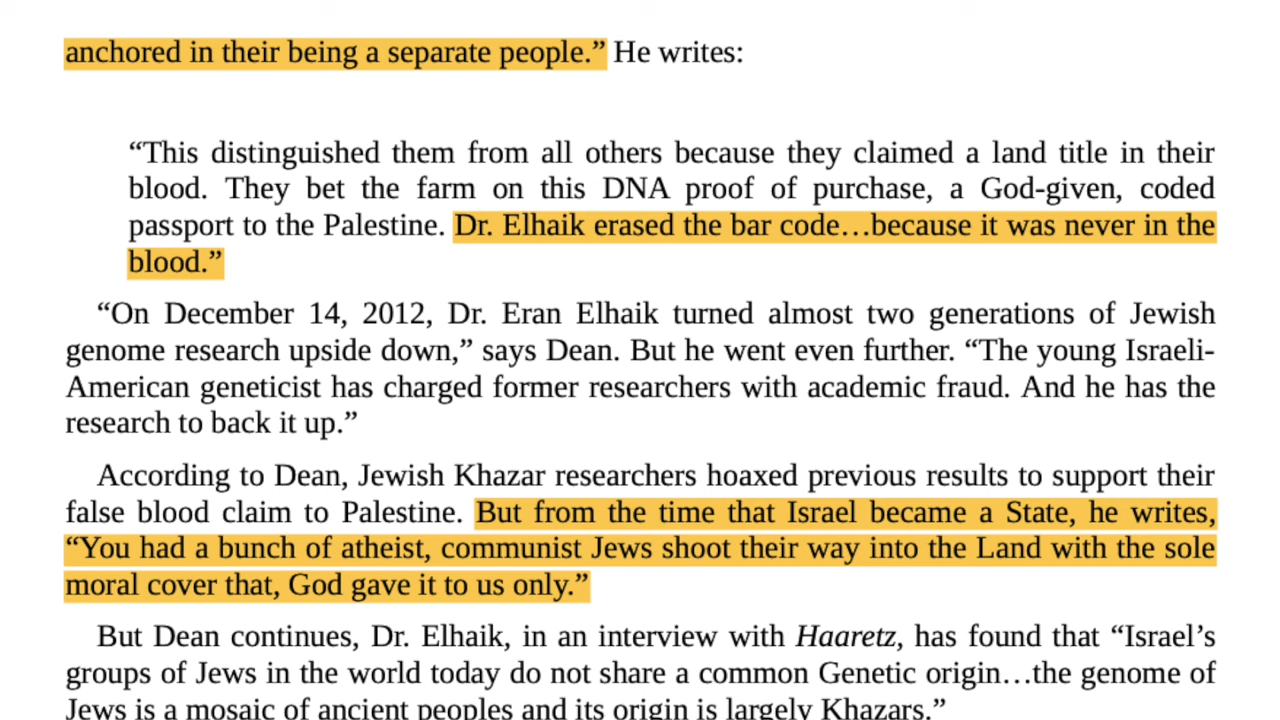 anchored in their being a separate people.” He writes:
“This distinguished them from all others because they claimed a land title in their
blood. They bet the farm on this DNA proof of purchase, a God-given, coded
passport to the Palestine. Dr. Elhaik erased the bar code…because it was never in the
blood.”
“On December 14, 2012, Dr. Eran Elhaik turned almost two generations of Jewish
genome research upside down,” says Dean. But he went even further. “The young Israeli-
American geneticist has charged former researchers with academic fraud. And he has the
research to back it up.”
According to Dean, Jewish Khazar researchers hoaxed previous results to support their
false blood claim to Palestine. But from the time that Israel became a State, he writes,
“You had a bunch of atheist, communist Jews shoot their way into the Land with the sole
moral cover that, God gave it to us only.”
But Dean continues, Dr. Elhaik, in an interview with Haaretz, has found that “Israel’s
groups of Jews in the world today do not share a common Genetic origin…the genome of
Jews is a mosaic of ancient peoples and its origin is largely Khazars.”